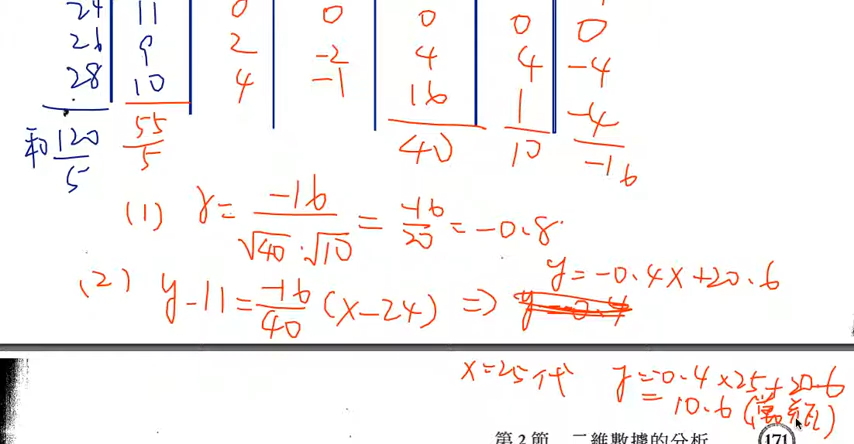 24 11 0 0 0 0 0
26 9 2 -2 4 4 -4
28 10 4 -1 16 1 -4
和 120/5 55/5 40 10 -16
(1) r = -16/√40·√10 = -16/20 = -0.8
(2) y-11 = -16/40 (x-24) ⇒ y=-0.4x+20.6
x=25代 y=-0.4×25+20.6
=10.6 (萬瓶)
第2節 二維數據的分析 171